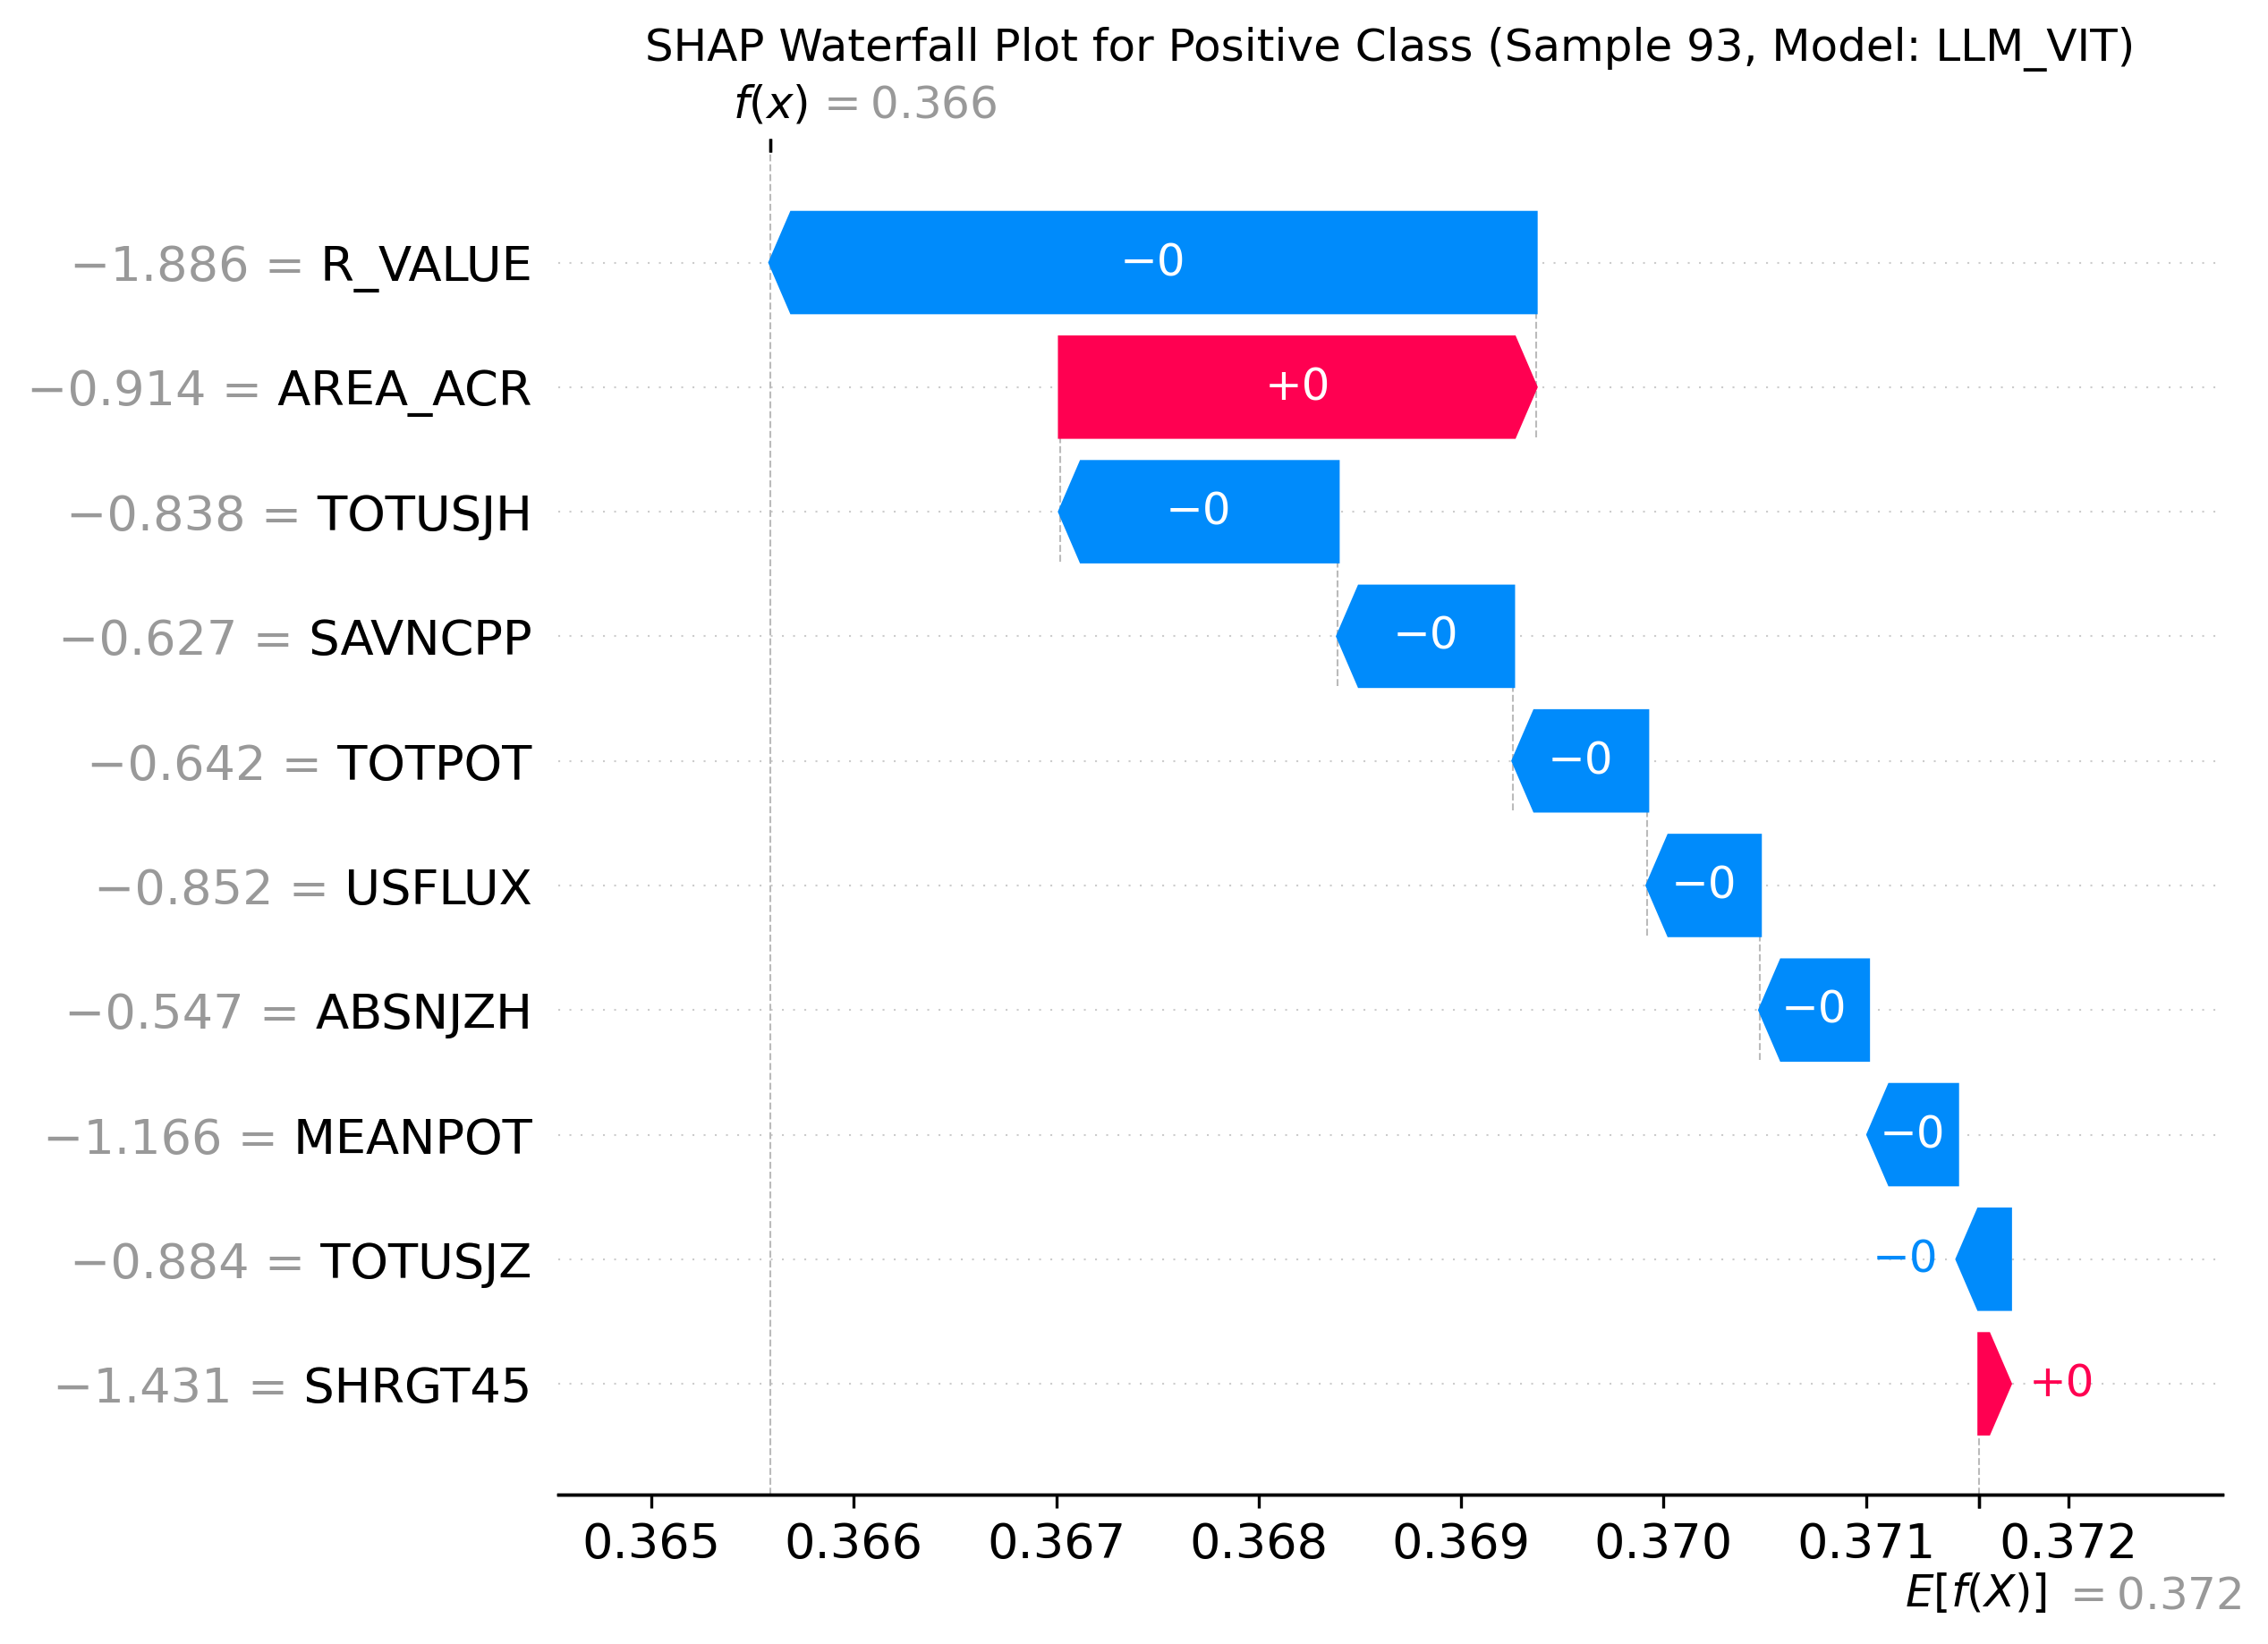 SHAP Waterfall Plot for Positive Class (Sample 93, Model: LLM_VIT)
f(x) = 0.366
−1.886 = R_VALUE −0
−0.914 = AREA_ACR +0
−0.838 = TOTUSJH −0
−0.627 = SAVNCPP −0
−0.642 = TOTPOT −0
−0.852 = USFLUX −0
−0.547 = ABSNJZH −0
−1.166 = MEANPOT −0
−0.884 = TOTUSJZ −0
−1.431 = SHRGT45 +0
0.365 0.366 0.367 0.368 0.369 0.370 0.371 0.372
E[f(X)] = 0.372